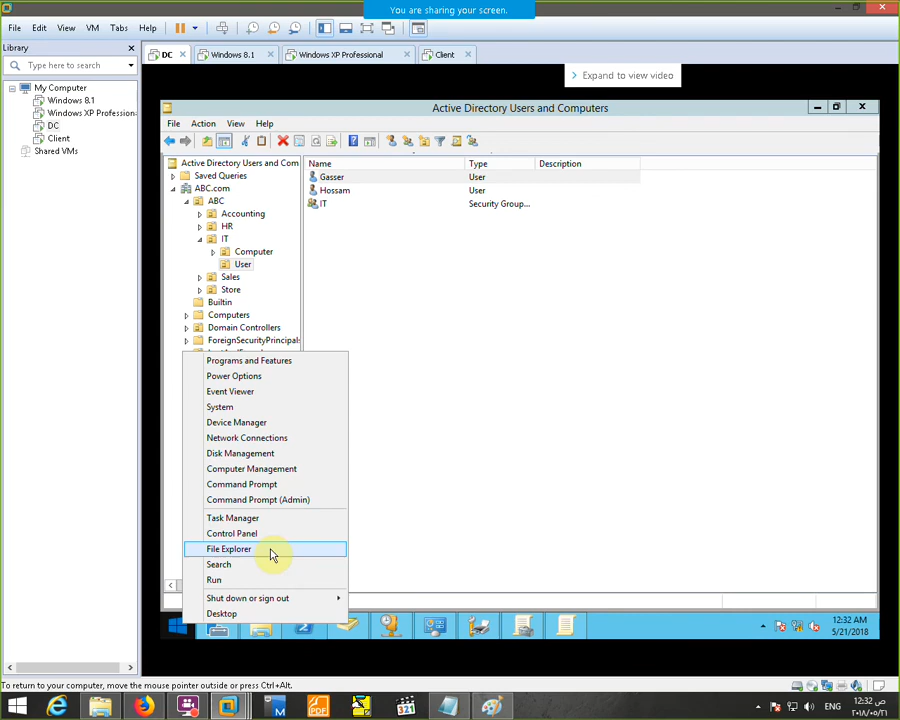 You are sharing your screen.
File Edit View VM Tabs Help
Library
Type here to search
My Computer
Windows 8.1
Windows XP Profession
DC
Client
Shared VMs
DC
Windows 8.1
Windows XP Professional
Client
Expand to view video
Active Directory Users and Computers
File Action View Help
Active Directory Users and Com
Saved Queries
ABC.com
ABC
Accounting
HR
IT
Computer
User
Sales
Store
Builtin
Computers
Domain Controllers
ForeignSecurityPrincipals
Name Type Description
Gasser User
Hossam User
IT Security Group...
Programs and Features
Power Options
Event Viewer
System
Device Manager
Network Connections
Disk Management
Computer Management
Command Prompt
Command Prompt (Admin)
Task Manager
Control Panel
File Explorer
Search
Run
Shut down or sign out
Desktop
12:32 AM
5/21/2018
To return to your computer, move the mouse pointer outside or press Ctrl+Alt.
PDF
321
ENG
12:32 ص